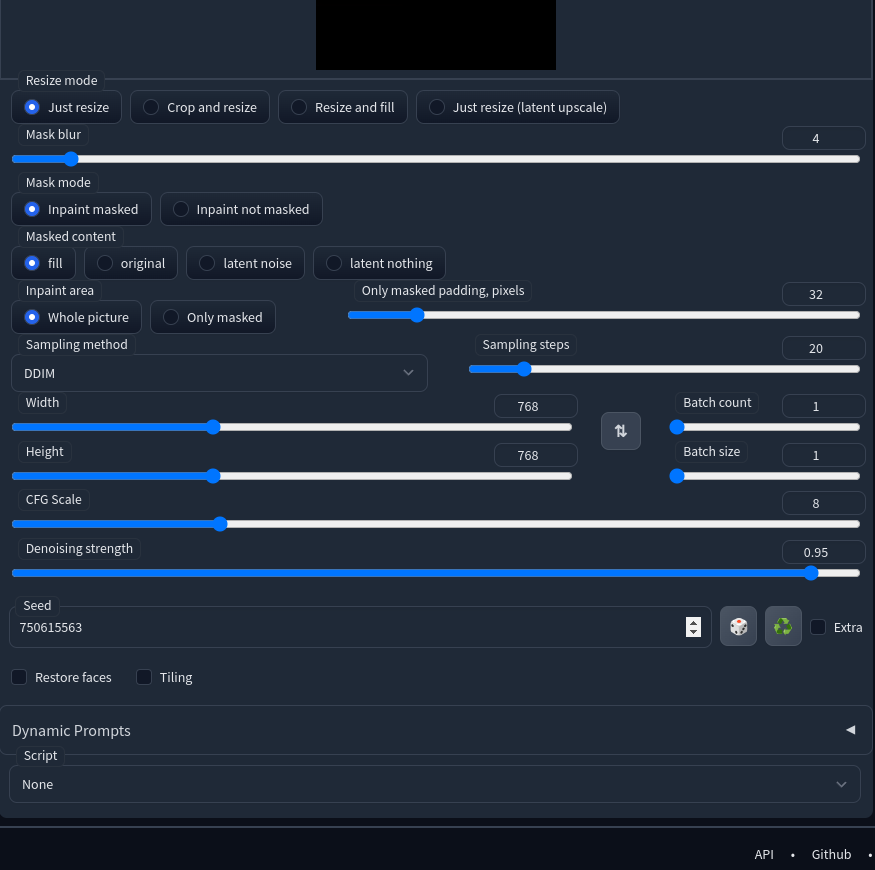 Resize mode
Just resize Crop and resize Resize and fill Just resize (latent upscale)
Mask blur 4
Mask mode
Inpaint masked Inpaint not masked
Masked content
fill original latent noise latent nothing
Inpaint area Only masked padding, pixels 32
Whole picture Only masked
Sampling method Sampling steps 20
DDIM
Width 768 Batch count 1
Height 768 Batch size 1
CFG Scale 8
Denoising strength 0.95
Seed
750615563 Extra
Restore faces Tiling
Dynamic Prompts
Script
None
API • Github •